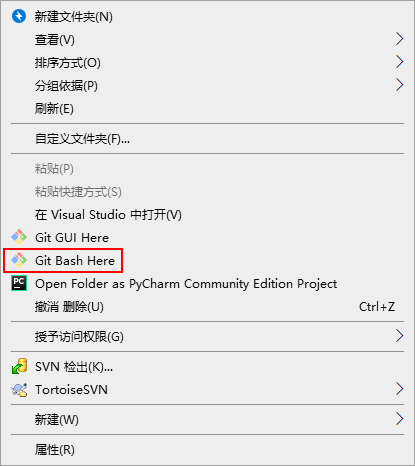 新建文件夹(N)
查看(V)
排序方式(O)
分组依据(P)
刷新(E)
自定义文件夹(F)...
粘贴(P)
粘贴快捷方式(S)
在 Visual Studio 中打开(V)
Git GUI Here
Git Bash Here
PC Open Folder as PyCharm Community Edition Project
撤消 删除(U) Ctrl+Z
授予访问权限(G)
SVN 检出(K)...
TortoiseSVN
新建(W)
属性(R)